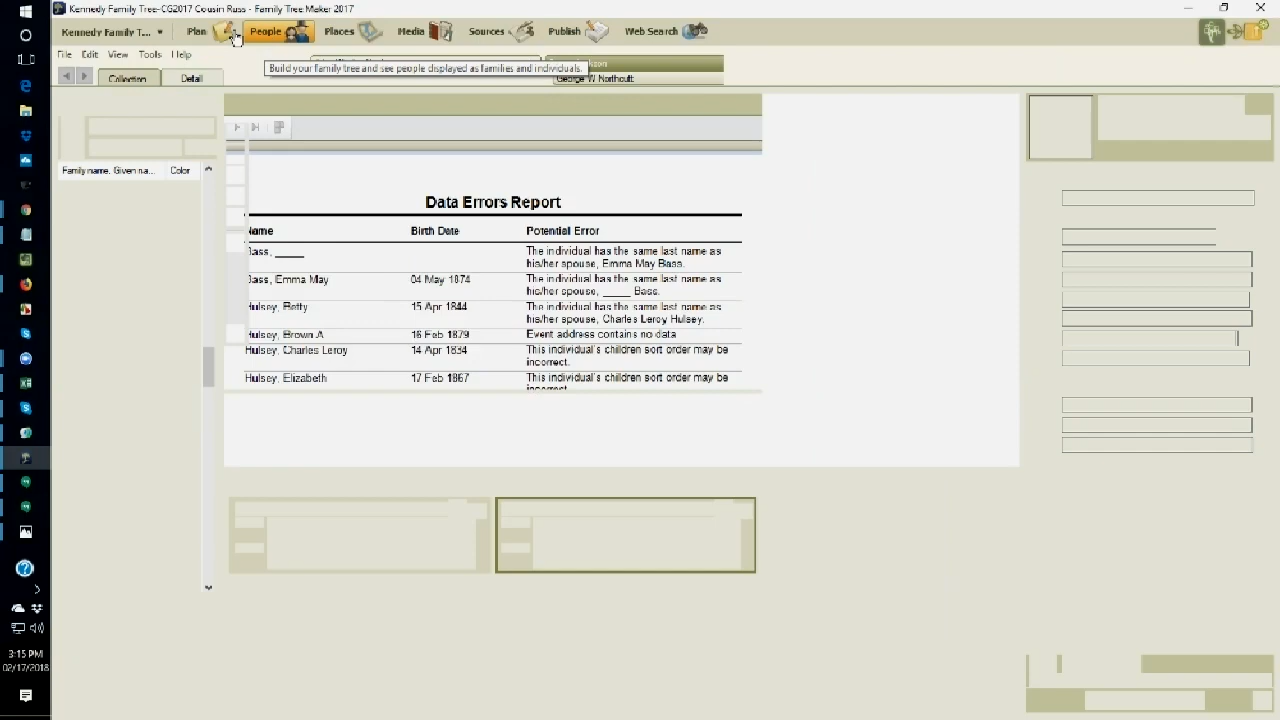 Kennedy Family Tree-CG2017 Cousin Russ - Family Tree Maker 2017
Kennedy Family T...
Plan
People
Places
Media
Sources
Publish
Web Search
File Edit View Tools Help
Build your family tree and see people displayed as families and individuals.
George W Northcutt
Collection
Detail
Family name, Given na...
Color
Data Errors Report
Name Birth Date Potential Error
Bass, _____ The individual has the same last name as
his/her spouse, Emma May Bass.
Bass, Emma May 04 May 1874 The individual has the same last name as
his/her spouse, _____ Bass.
Hulsey, Betty 15 Apr 1844 The individual has the same last name as
his/her spouse, Charles Leroy Hulsey.
Hulsey, Brown A 16 Feb 1879 Event address contains no data
Hulsey, Charles Leroy 14 Apr 1834 This individual's children sort order may be
incorrect.
Hulsey, Elizabeth 17 Feb 1867 This individual's children sort order may be
incorrect
3:15 PM
02/17/2018